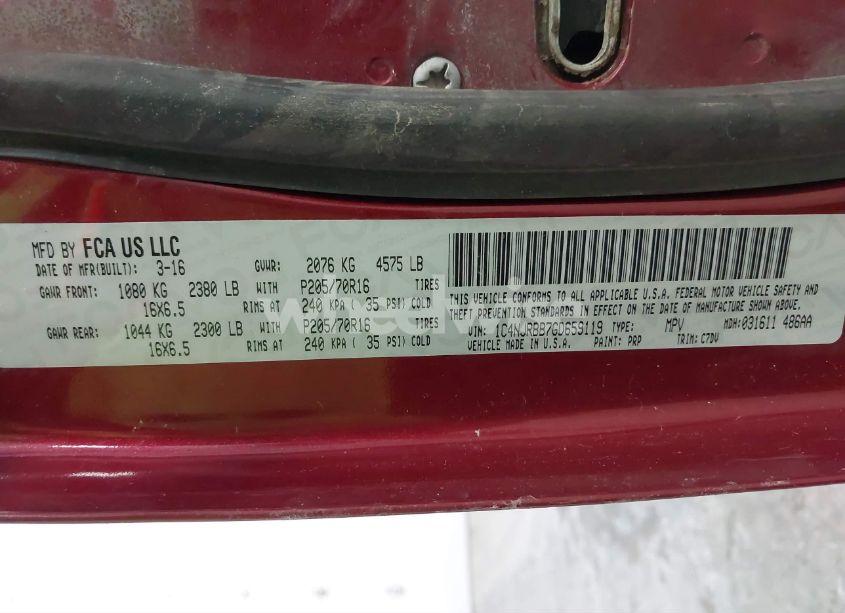 MFD BY FCA US LLC
DATE OF MFR(BUILT): 3-16 GVWR: 2076 KG 4575 LB
GAWR FRONT: 1080 KG 2380 LB WITH P205/70R16 TIRES
16X6.5 RIMS AT 240 KPA ( 35 PSI) COLD
GAWR REAR: 1044 KG 2300 LB WITH P205/70R16 TIRES
16X6.5 RIMS AT 240 KPA ( 35 PSI) COLD
THIS VEHICLE CONFORMS TO ALL APPLICABLE U.S.A. FEDERAL MOTOR VEHICLE SAFETY AND
THEFT PREVENTION STANDARDS IN EFFECT ON THE DATE OF MANUFACTURE SHOWN ABOVE.
VIN: 1C4NJRBB7GD659119 TYPE: MPV MDH: 031611 486AA
VEHICLE MADE IN U.S.A. PAINT: PRP TRIM: C7DV